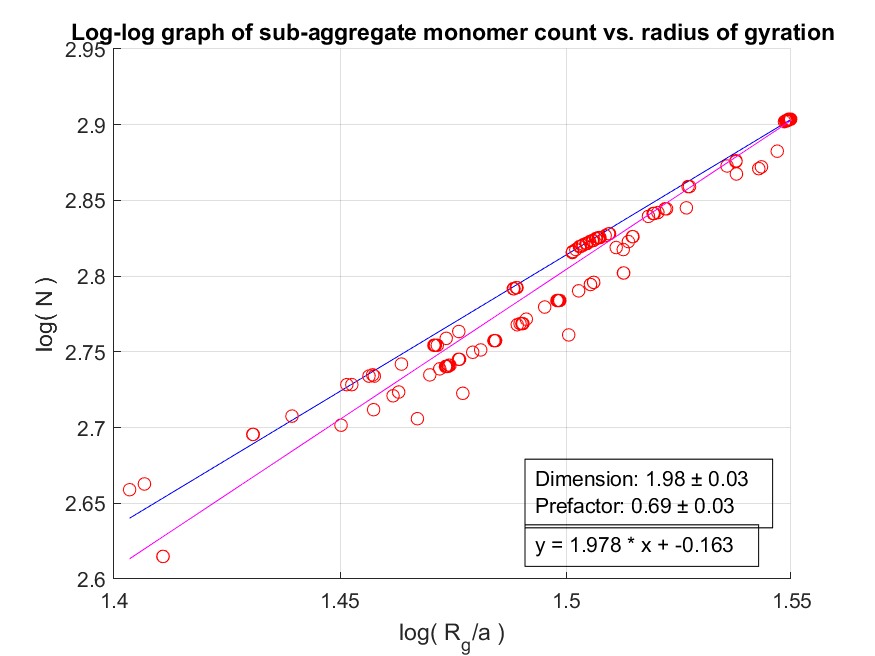 Log-log graph of sub-aggregate monomer count vs. radius of gyration
2.95
2.9
2.85
2.8
2.75
2.7
2.65
2.6
log( N )
Dimension: 1.98 ± 0.03
Prefactor: 0.69 ± 0.03
y = 1.978 * x + -0.163
1.4 1.45 1.5 1.55
log( R_g/a )